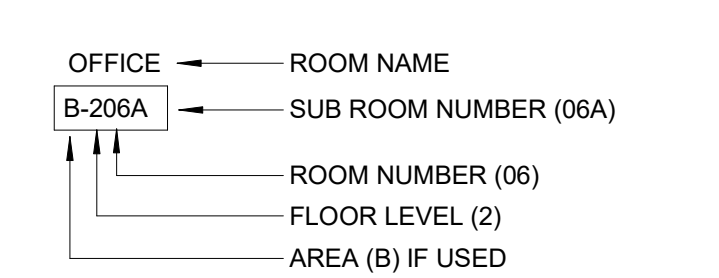 OFFICE ROOM NAME
B-206A SUB ROOM NUMBER (06A)
ROOM NUMBER (06)
FLOOR LEVEL (2)
AREA (B) IF USED